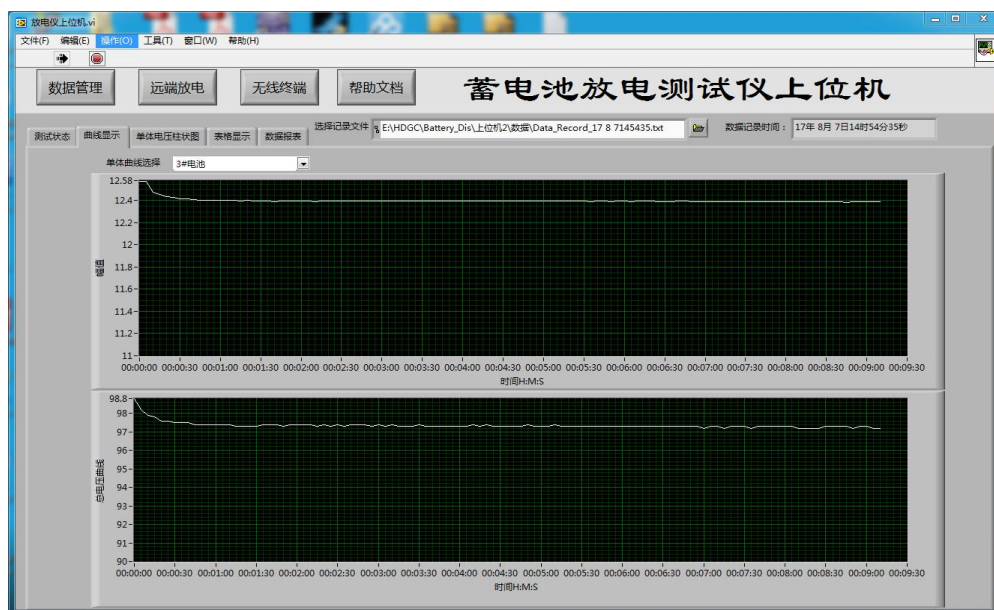 放电仪上位机.vi
文件(F) 编辑(E) 操作(O) 工具(T) 窗口(W) 帮助(H)
数据管理 远端放电 无线终端 帮助文档 蓄电池放电测试仪上位机
测试状态 曲线显示 单体电压柱状图 表格显示 数据报表 选择记录文件 E:\HDGC\Battery_Dis\上位机2\数据\Data_Record_17 8 7145435.txt 数据记录时间： 17年 8月 7日14时54分35秒
单体曲线选择 3#电池
12.58
12.4
12.2
12
11.8
11.6
11.4
11.2
11
幅值
00:00:00 00:00:30 00:01:00 00:01:30 00:02:00 00:02:30 00:03:00 00:03:30 00:04:00 00:04:30 00:05:00 00:05:30 00:06:00 00:06:30 00:07:00 00:07:30 00:08:00 00:08:30 00:09:00 00:09:30
时间H:M:S
98.8
98
97
96
95
94
93
92
91
90
总电压曲线
00:00:00 00:00:30 00:01:00 00:01:30 00:02:00 00:02:30 00:03:00 00:03:30 00:04:00 00:04:30 00:05:00 00:05:30 00:06:00 00:06:30 00:07:00 00:07:30 00:08:00 00:08:30 00:09:00 00:09:30
时间H:M:S